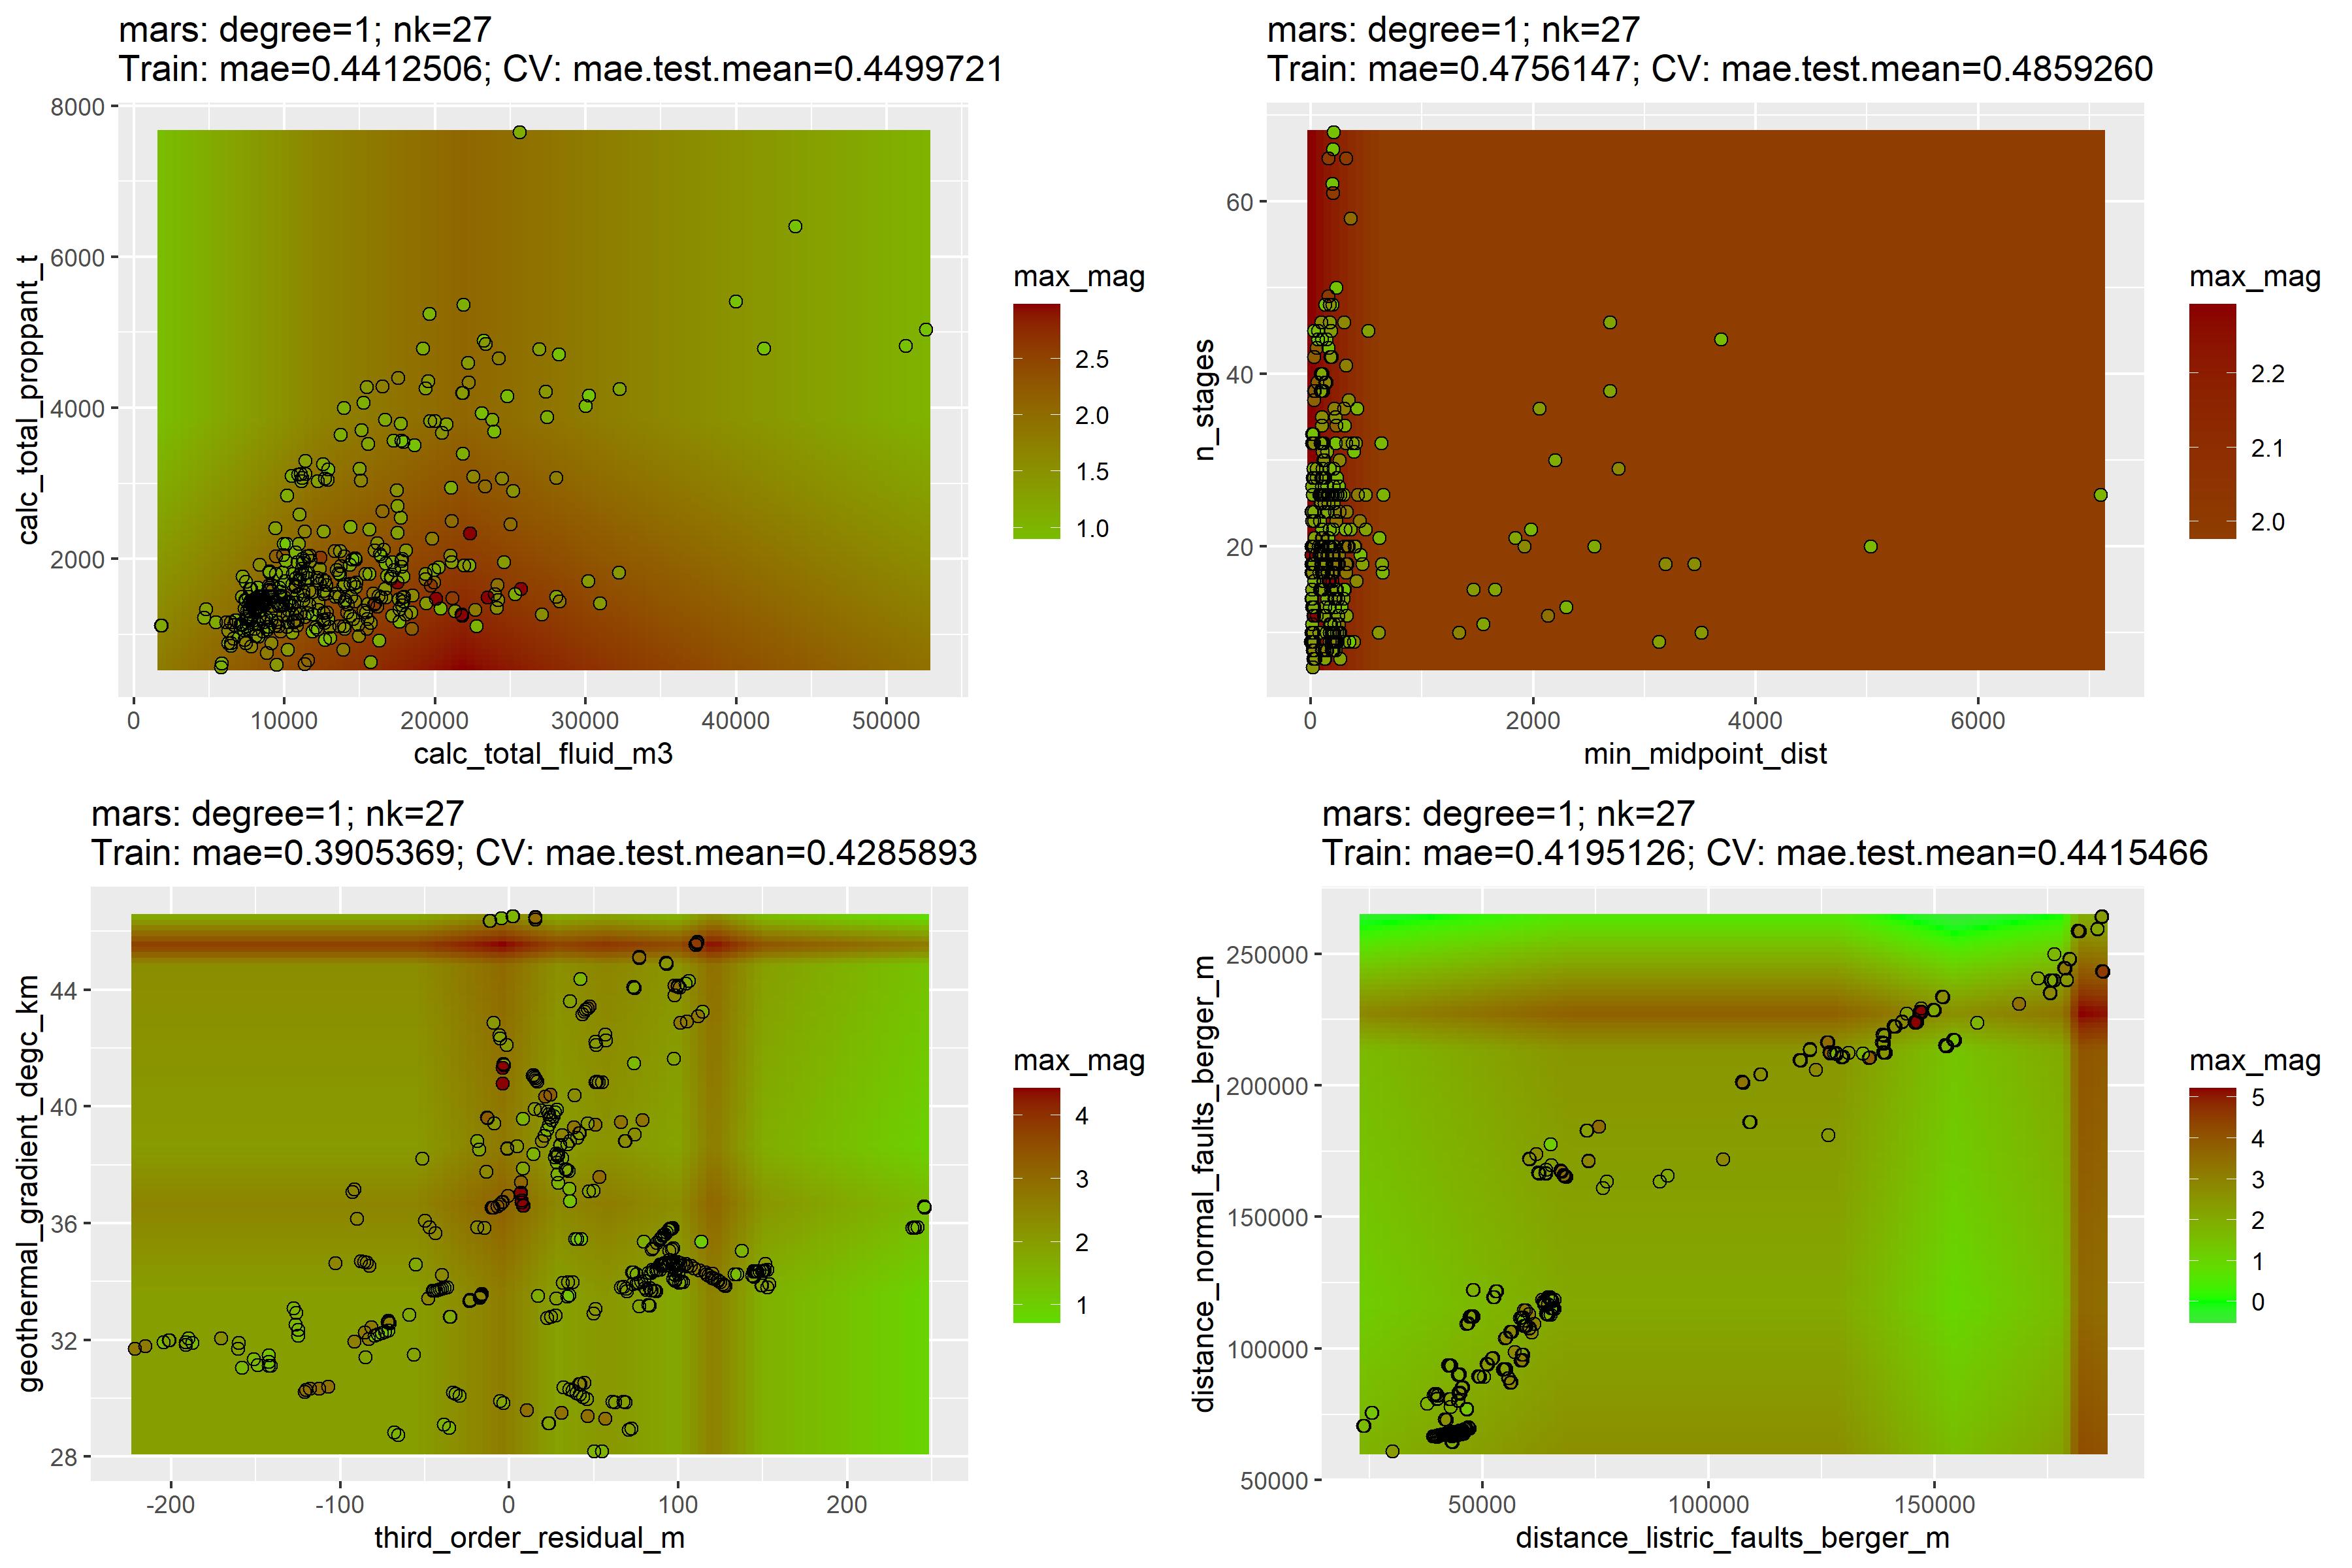 mars: degree=1; nk=27
Train: mae=0.4412506; CV: mae.test.mean=0.4499721
calc_total_proppant_t
8000
6000
4000
2000
0 10000 20000 30000 40000 50000
calc_total_fluid_m3
max_mag
2.5
2.0
1.5
1.0
mars: degree=1; nk=27
Train: mae=0.4756147; CV: mae.test.mean=0.4859260
n_stages
60
40
20
0 2000 4000 6000
min_midpoint_dist
max_mag
2.2
2.1
2.0
mars: degree=1; nk=27
Train: mae=0.3905369; CV: mae.test.mean=0.4285893
geothermal_gradient_degc_km
44
40
36
32
28
-200 -100 0 100 200
third_order_residual_m
max_mag
4
3
2
1
mars: degree=1; nk=27
Train: mae=0.4195126; CV: mae.test.mean=0.4415466
distance_normal_faults_berger_m
250000
200000
150000
100000
50000
50000 100000 150000
distance_listric_faults_berger_m
max_mag
5
4
3
2
1
0